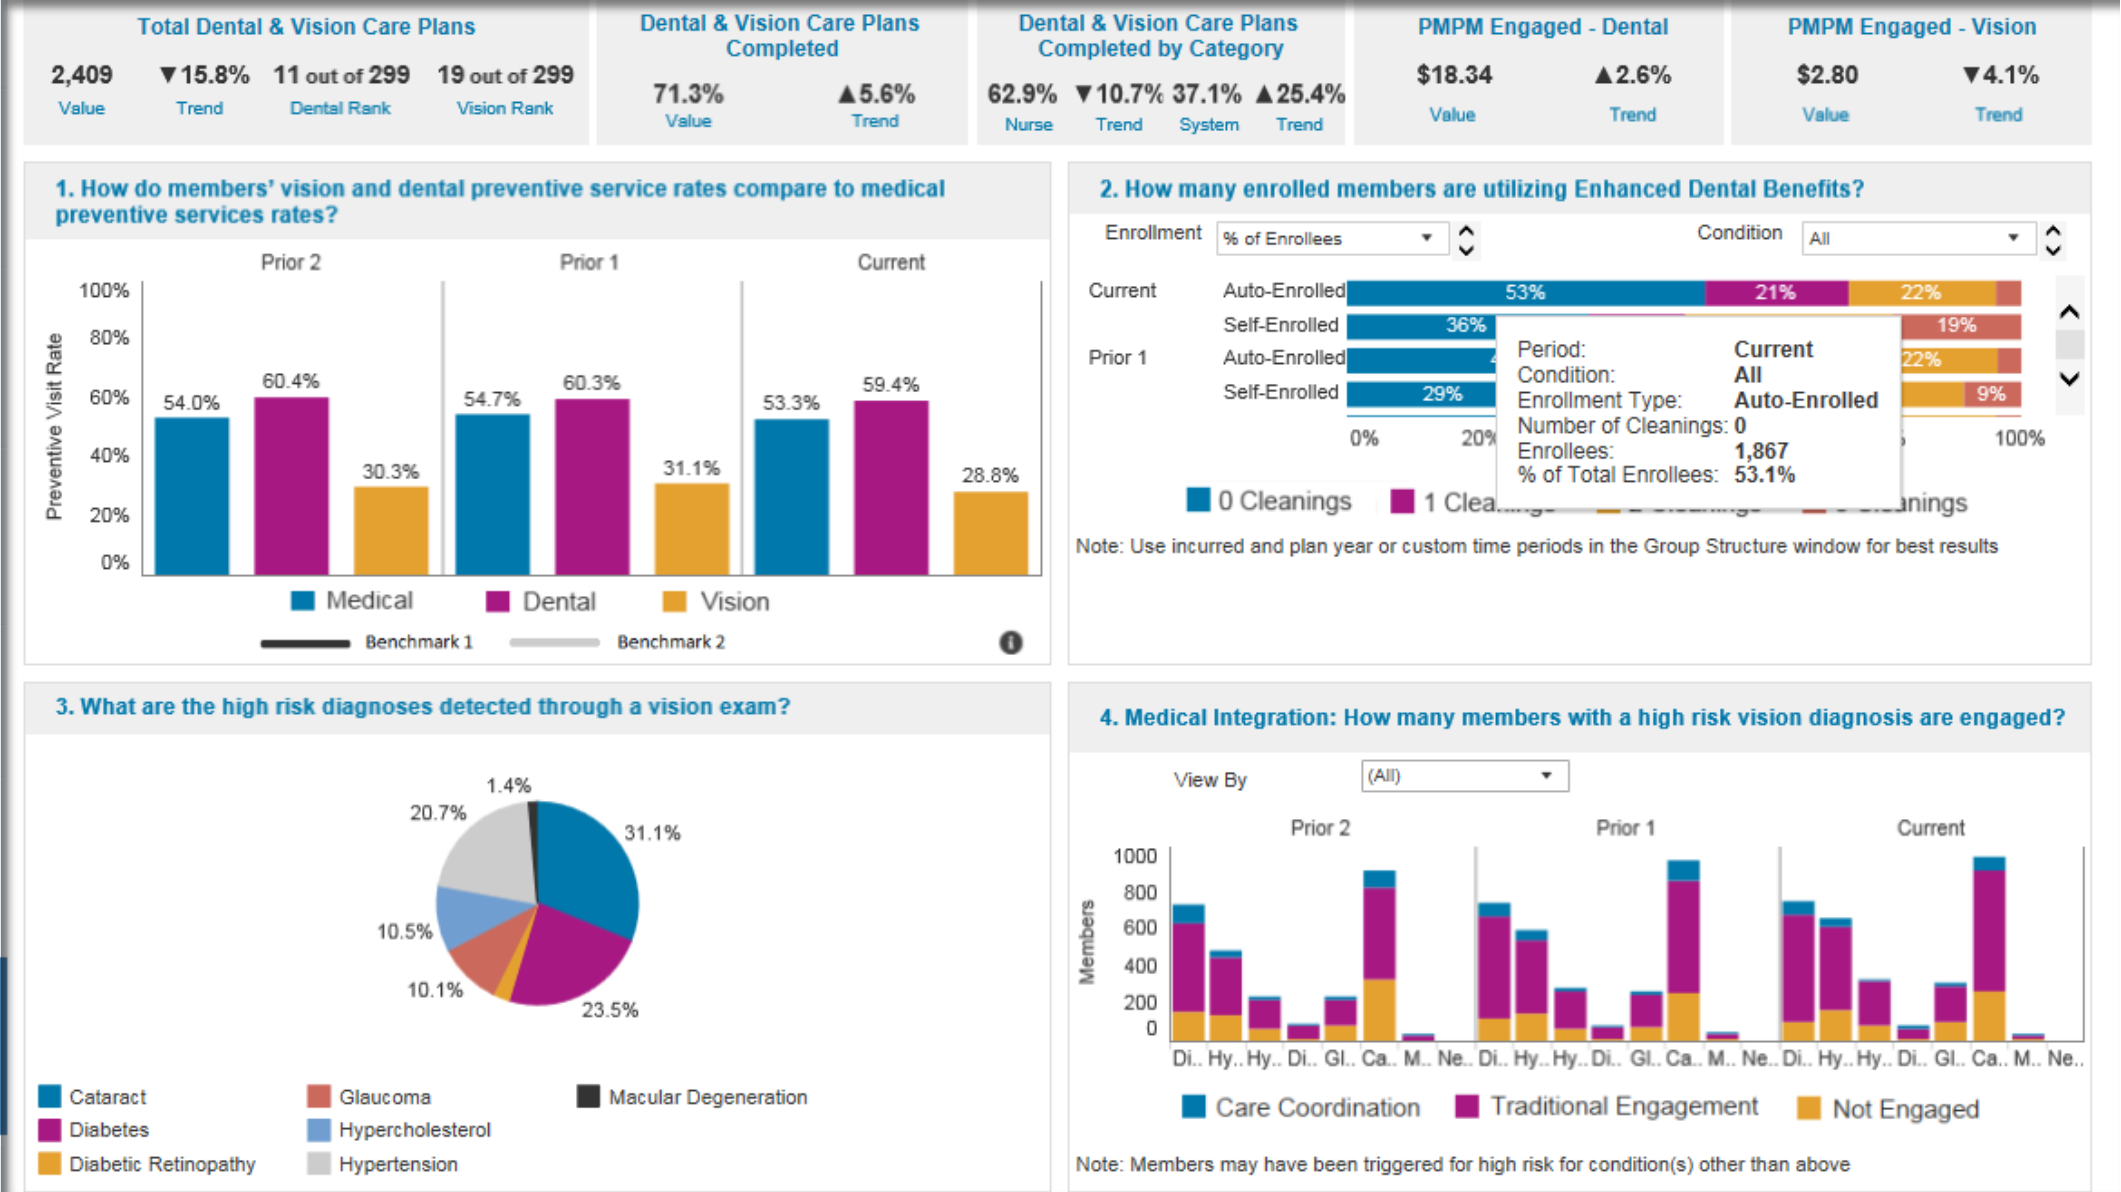 Total Dental & Vision Care Plans
2,409 ▼15.8% 11 out of 299 19 out of 299
Value Trend Dental Rank Vision Rank
Dental & Vision Care Plans
Completed
71.3% ▲5.6%
Value Trend
Dental & Vision Care Plans
Completed by Category
62.9% ▼10.7% 37.1% ▲25.4%
Nurse Trend System Trend
PMPM Engaged - Dental
$18.34 ▲2.6%
Value Trend
PMPM Engaged - Vision
$2.80 ▼4.1%
Value Trend
1. How do members’ vision and dental preventive service rates compare to medical
preventive services rates?
Prior 2 Prior 1 Current
Preventive Visit Rate
100%
80%
60%
40%
20%
0%
54.0% 60.4% 30.3% 54.7% 60.3% 31.1% 53.3% 59.4% 28.8%
Medical Dental Vision
Benchmark 1 Benchmark 2
2. How many enrolled members are utilizing Enhanced Dental Benefits?
Enrollment % of Enrollees Condition All
Current Auto-Enrolled 53% 21% 22%
Self-Enrolled 36% 19%
Prior 1 Auto-Enrolled 22%
Self-Enrolled 29% 9%
0% 20% 100%
Period: Current
Condition: All
Enrollment Type: Auto-Enrolled
Number of Cleanings: 0
Enrollees: 1,867
% of Total Enrollees: 53.1%
0 Cleanings 1
Note: Use incurred and plan year or custom time periods in the Group Structure window for best results
3. What are the high risk diagnoses detected through a vision exam?
1.4%
20.7%
31.1%
10.5%
10.1%
23.5%
Cataract Glaucoma Macular Degeneration
Diabetes Hypercholesterol
Diabetic Retinopathy Hypertension
4. Medical Integration: How many members with a high risk vision diagnosis are engaged?
View By (All)
Prior 2 Prior 1 Current
Members
1000
800
600
400
200
0
Di.. Hy.. Hy.. Di.. Gl.. Ca.. M.. Ne.. Di.. Hy.. Hy.. Di.. Gl.. Ca.. M.. Ne.. Di.. Hy.. Hy.. Di.. Gl.. Ca.. M.. Ne..
Care Coordination Traditional Engagement Not Engaged
Note: Members may have been triggered for high risk for condition(s) other than above